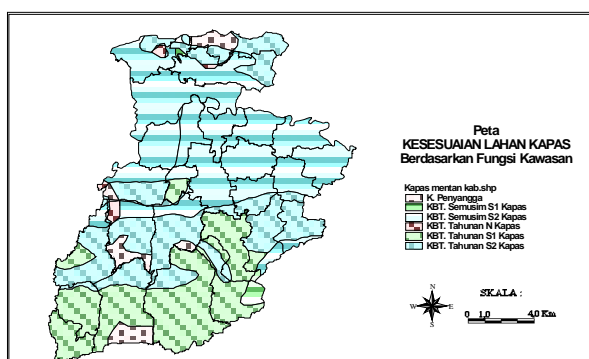 Peta
KESESUAIAN LAHAN KAPAS
Berdasarkan Fungsi Kawasan
Kapas mentan kab.shp
K. Penyangga
KBT. Semusim S1 Kapas
KBT. Semusim S2 Kapas
KBT. Tahunan N Kapas
KBT. Tahunan S1 Kapas
KBT. Tahunan S2 Kapas
N
W E
S
SKALA :
0 1,0 4,0 Km